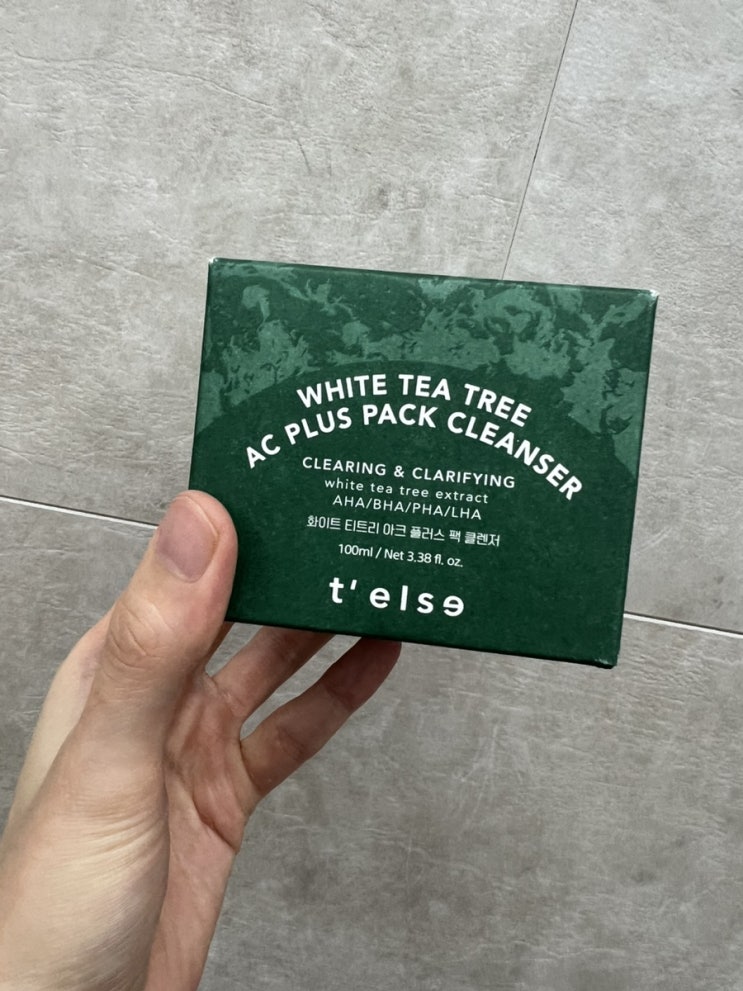 WHITE TEA TREE
AC PLUS PACK CLEANSER
CLEARING & CLARIFYING
white tea tree extract
AHA/BHA/PHA/LHA
화이트 티트리 아크 플러스 팩 클렌저
100ml / Net 3.38 fl. oz.
t' else